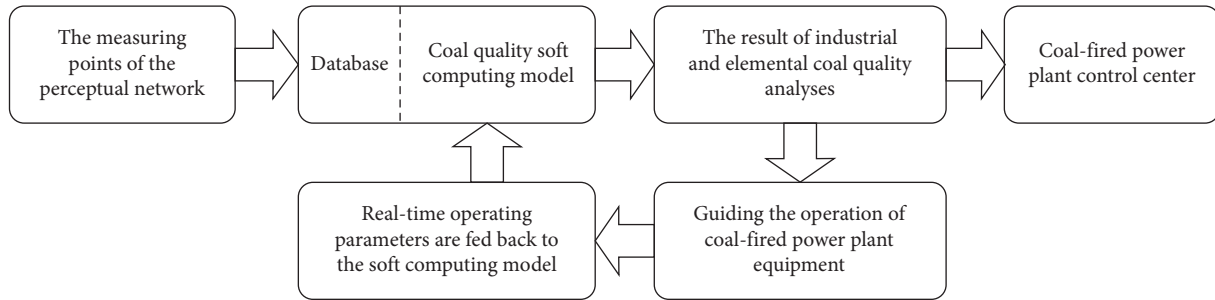 The measuring
points of the
perceptual network
Database
Coal quality soft
computing model
The result of industrial
and elemental coal quality
analyses
Coal-fired power
plant control center
Real-time operating
parameters are fed back to
the soft computing model
Guiding the operation of
coal-fired power plant
equipment